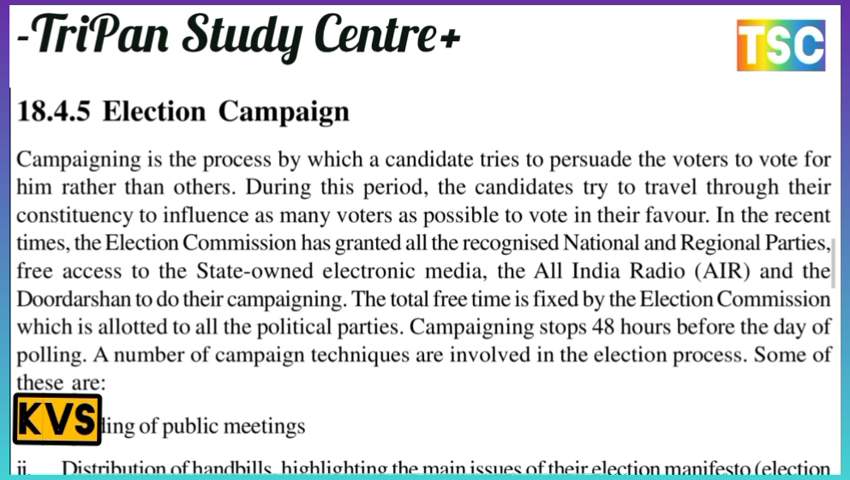 -TriPan Study Centre+
TSC
18.4.5 Election Campaign
Campaigning is the process by which a candidate tries to persuade the voters to vote for
him rather than others. During this period, the candidates try to travel through their
constituency to influence as many voters as possible to vote in their favour. In the recent
times, the Election Commission has granted all the recognised National and Regional Parties,
free access to the State-owned electronic media, the All India Radio (AIR) and the
Doordarshan to do their campaigning. The total free time is fixed by the Election Commission
which is allotted to all the political parties. Campaigning stops 48 hours before the day of
polling. A number of campaign techniques are involved in the election process. Some of
these are:
KVS
ling of public meetings
ii. Distribution of handbills, highlighting the main issues of their election manifesto (election